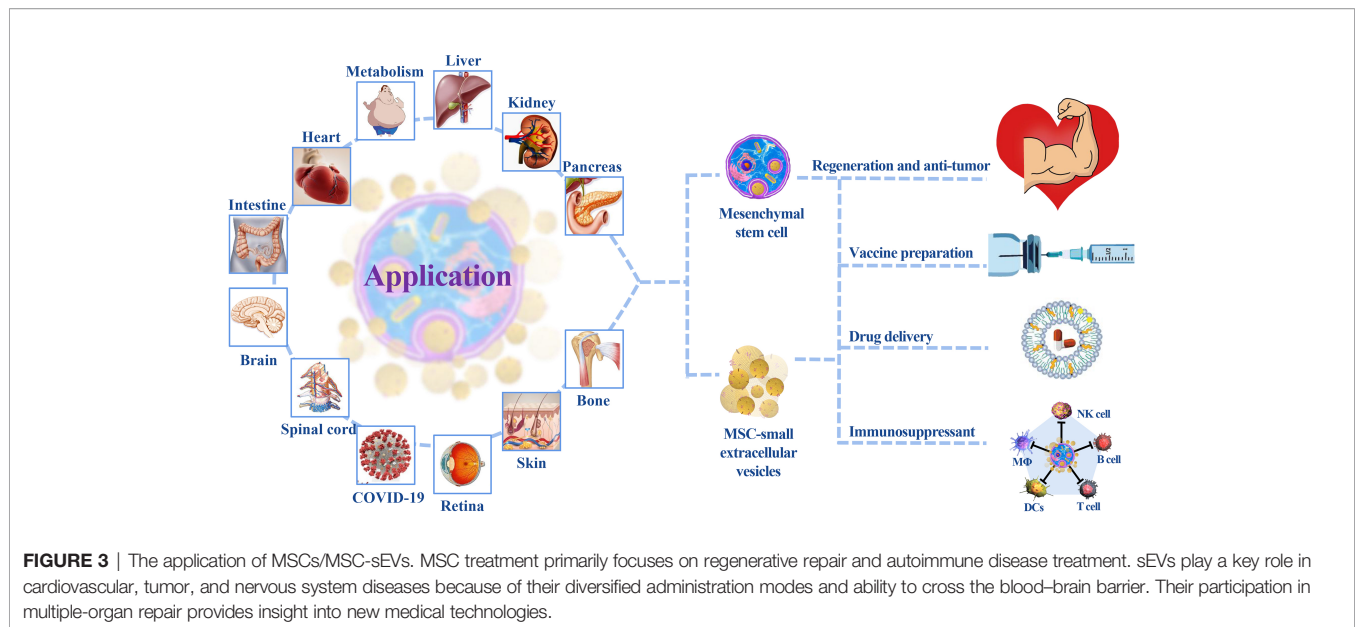 Liver
Metabolism
Kidney
Heart
Pancreas
Intestine
Application
Brain
Bone
Spinal cord
Skin
COVID-19
Retina
Mesenchymal
stem cell
MSC-small
extracellular
vesicles
Regeneration and anti-tumor
Vaccine preparation
Drug delivery
Immunosuppressant
NK cell
MΦ
B cell
DCs
T cell
FIGURE 3 | The application of MSCs/MSC-sEVs. MSC treatment primarily focuses on regenerative repair and autoimmune disease treatment. sEVs play a key role in
cardiovascular, tumor, and nervous system diseases because of their diversified administration modes and ability to cross the blood–brain barrier. Their participation in
multiple-organ repair provides insight into new medical technologies.